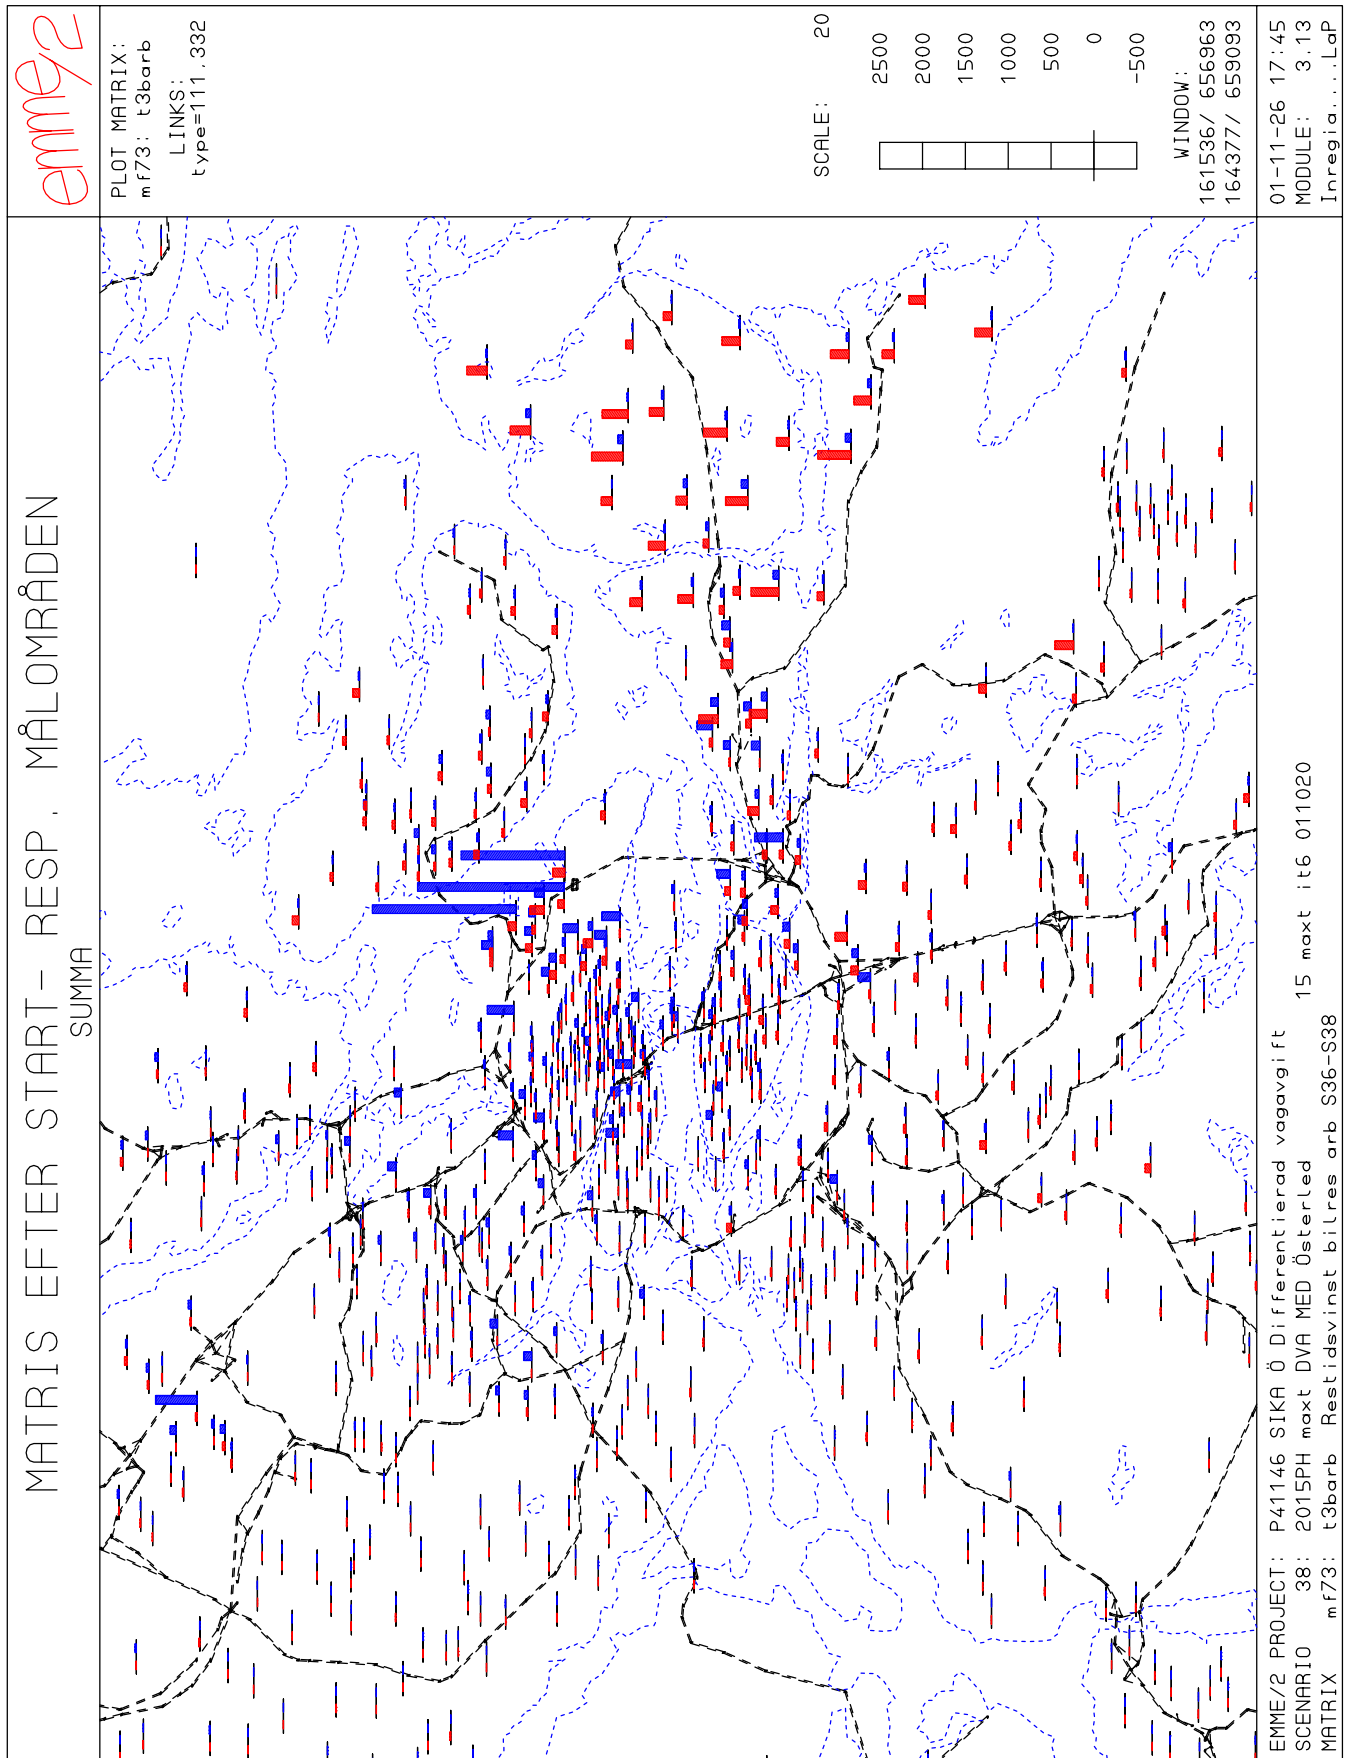 MATRIS EFTER START- RESP. MÅLOMRÅDEN
SUMMA
emme/2
PLOT MATRIX:
mf73: t3barb
LINKS:
type=111,332
SCALE: 20
2500
2000
1500
1000
500
0
-500
WINDOW:
161536/ 656963
164377/ 659093
EMME/2 PROJECT: P41146 SIKA Ö Differentierad vagavgift
SCENARIO 38: 2015PH maxt DVA MED Österled 15 maxt it6 011020
MATRIX mf73: t3barb Restidsvinst bilres arb S36-S38
01-11-26 17:45
MODULE: 3.13
Inregia....LaP